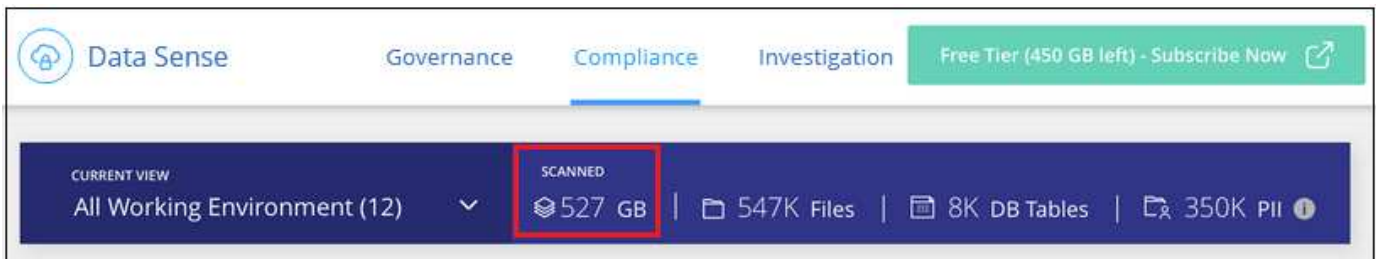 Data Sense Governance Compliance Investigation Free Tier (450 GB left) - Subscribe Now
CURRENT VIEW SCANNED
All Working Environment (12) 527 GB | 547K Files | 8K DB Tables | 350K PII